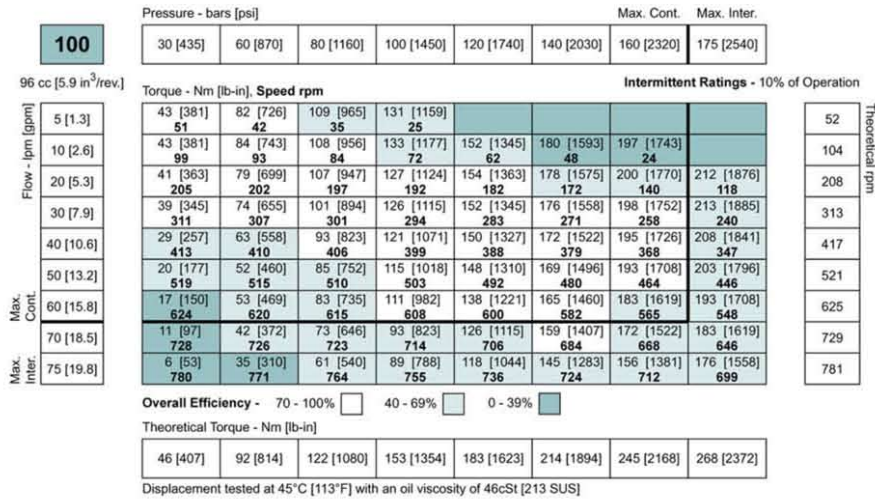 Pressure - bars [psi] Max. Cont. Max. Inter.
100 30 [435] 60 [870] 80 [1160] 100 [1450] 120 [1740] 140 [2030] 160 [2320] 175 [2540]
96 cc [5.9 in³/rev.]
Torque - Nm [lb-in], Speed rpm Intermittent Ratings - 10% of Operation
Flow - lpm [gpm]
Theoretical rpm
5 [1.3] 43 [381] 82 [726] 109 [965] 131 [1159] 52
51 42 35 25
10 [2.6] 43 [381] 84 [743] 108 [956] 133 [1177] 152 [1345] 180 [1593] 197 [1743] 104
99 93 84 72 62 48 24
20 [5.3] 41 [363] 79 [699] 107 [947] 127 [1124] 154 [1363] 178 [1575] 200 [1770] 212 [1876] 208
205 202 197 192 182 172 140 118
30 [7.9] 39 [345] 74 [655] 101 [894] 126 [1115] 152 [1345] 176 [1558] 198 [1752] 213 [1885] 313
311 307 301 294 283 271 258 240
40 [10.6] 29 [257] 63 [558] 93 [823] 121 [1071] 150 [1327] 172 [1522] 195 [1726] 208 [1841] 417
413 410 406 399 388 379 368 347
50 [13.2] 20 [177] 52 [460] 85 [752] 115 [1018] 148 [1310] 169 [1496] 193 [1708] 203 [1796] 521
519 515 510 503 492 480 464 446
Max. Cont.
60 [15.8] 17 [150] 53 [469] 83 [735] 111 [982] 138 [1221] 165 [1460] 183 [1619] 193 [1708] 625
624 620 615 608 600 582 565 548
70 [18.5] 11 [97] 42 [372] 73 [646] 93 [823] 126 [1115] 159 [1407] 172 [1522] 183 [1619] 729
728 726 723 714 706 684 668 646
Max. Inter.
75 [19.8] 6 [53] 35 [310] 61 [540] 89 [788] 118 [1044] 145 [1283] 156 [1381] 176 [1558] 781
780 771 764 755 736 724 712 699
Overall Efficiency - 70 - 100% 40 - 69% 0 - 39%
Theoretical Torque - Nm [lb-in]
46 [407] 92 [814] 122 [1080] 153 [1354] 183 [1623] 214 [1894] 245 [2168] 268 [2372]
Displacement tested at 45°C [113°F] with an oil viscosity of 46cSt [213 SUS]